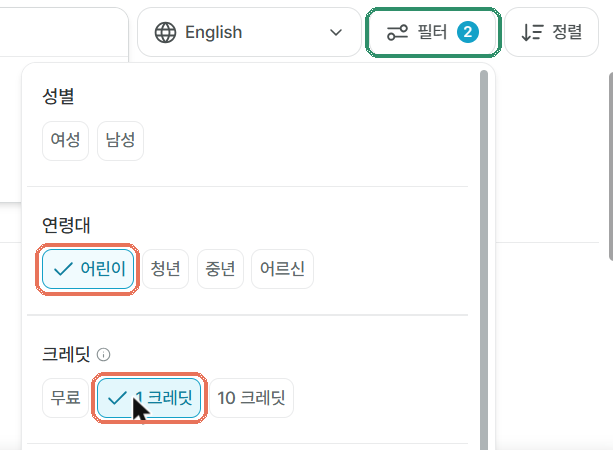 English 필터 2 정렬
성별
여성 남성
연령대
어린이 청년 중년 어르신
크레딧
무료 1 크레딧 10 크레딧